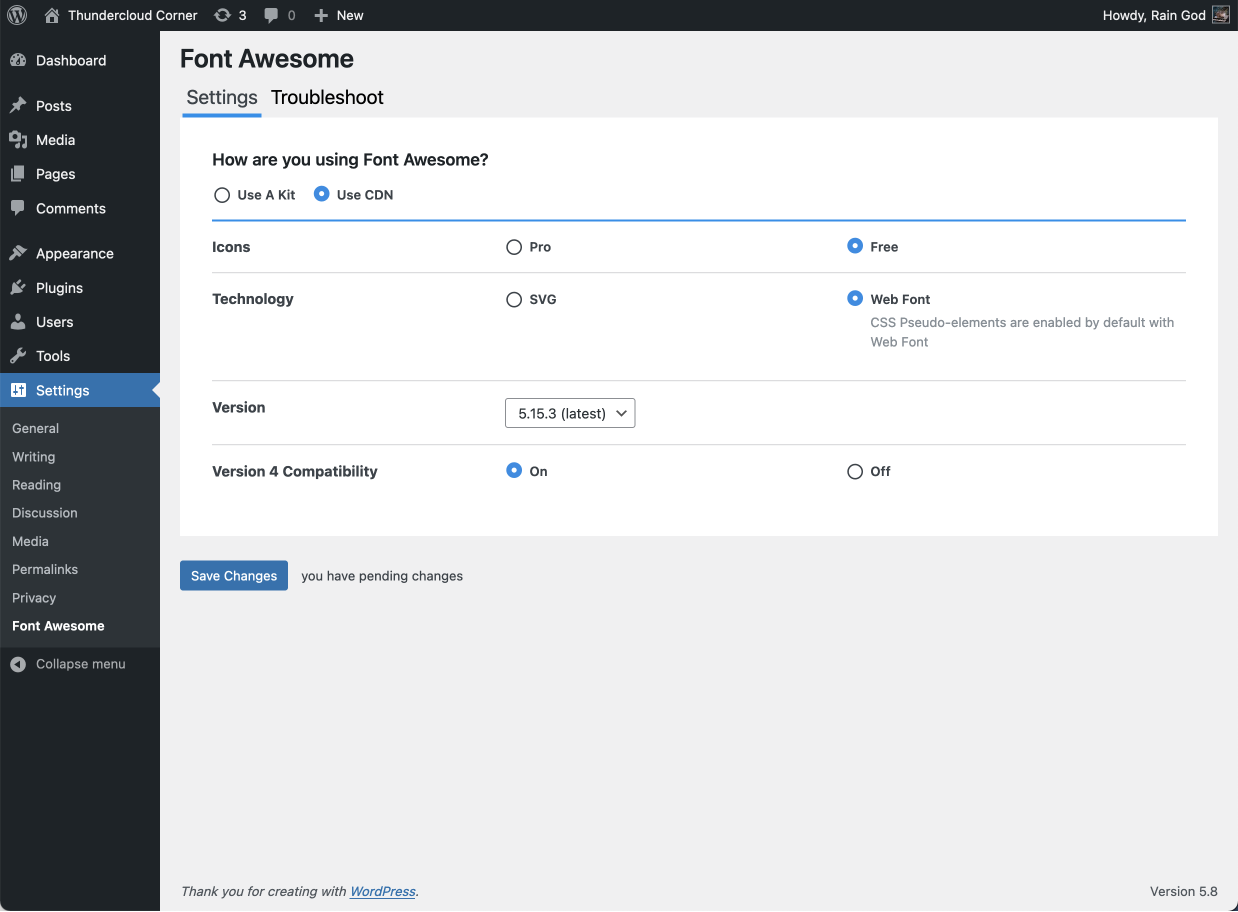 Thundercloud Corner 3 0 New Howdy, Rain God
Dashboard
Posts
Media
Pages
Comments
Appearance
Plugins
Users
Tools
Settings
General
Writing
Reading
Discussion
Media
Permalinks
Privacy
Font Awesome
Collapse menu
Font Awesome
Settings Troubleshoot
How are you using Font Awesome?
Use A Kit Use CDN
Icons Pro Free
Technology SVG Web Font
CSS Pseudo-elements are enabled by default with
Web Font
Version 5.15.3 (latest)
Version 4 Compatibility On Off
Save Changes you have pending changes
Thank you for creating with WordPress. Version 5.8